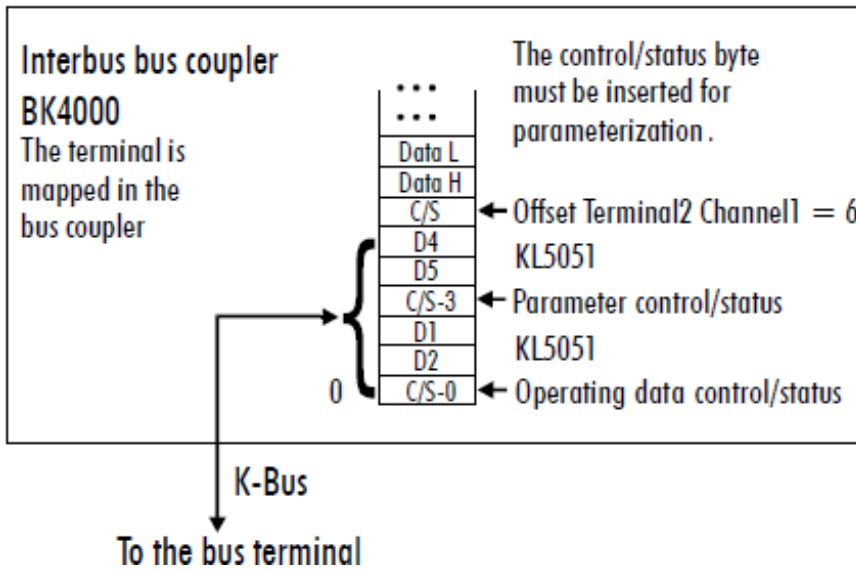 Interbus bus coupler
BK4000
The terminal is
mapped in the
bus coupler
The control/status byte
must be inserted for
parameterization .
...
...
Data L
Data H
C/S
Offset Terminal2 Channel1 = 6
D4
KL5051
D5
C/S-3
Parameter control/status
D1
KL5051
D2
0
C/S-0
Operating data control/status
K-Bus
To the bus terminal